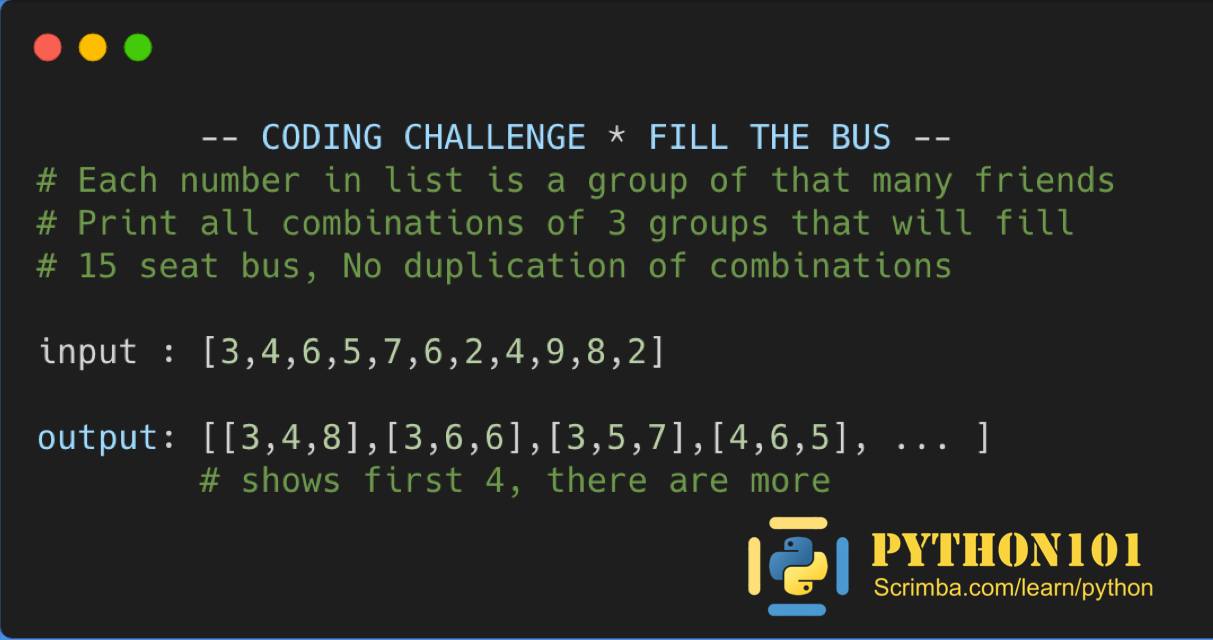 -- CODING CHALLENGE * FILL THE BUS --
# Each number in list is a group of that many friends
# Print all combinations of 3 groups that will fill
# 15 seat bus, No duplication of combinations
input : [3,4,6,5,7,6,2,4,9,8,2]
output: [[3,4,8],[3,6,6],[3,5,7],[4,6,5], ... ]
# shows first 4, there are more
PYTHON101
Scrimba.com/learn/python